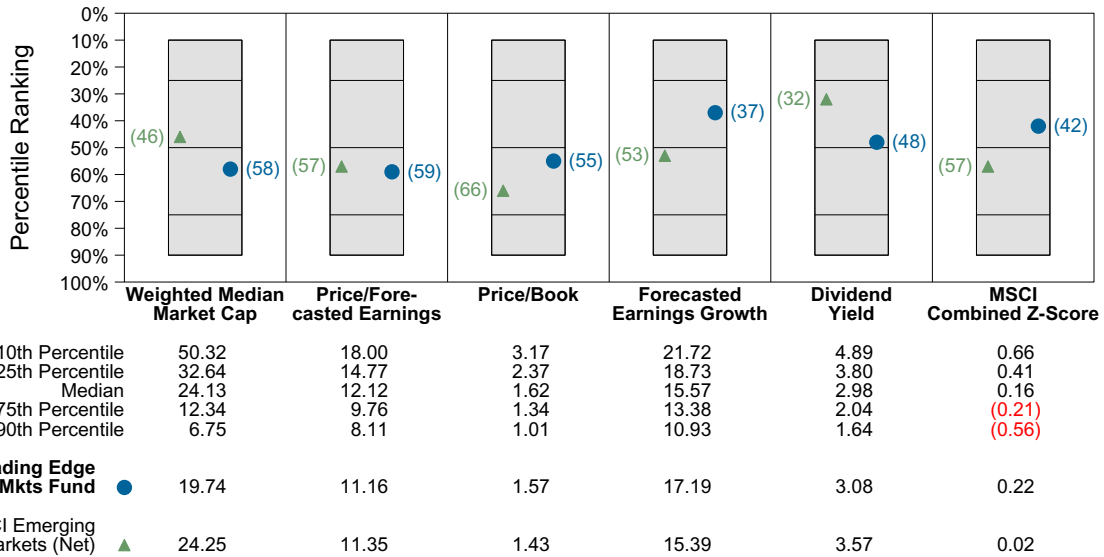 Percentile Ranking
0%
10%
20%
30%
40%
50%
60%
70%
80%
90%
100%
(46) (58) (57) (59) (66) (55) (53) (37) (32) (48) (57) (42)
Weighted Median Market Cap
Price/Fore-casted Earnings
Price/Book
Forecasted Earnings Growth
Dividend Yield
MSCI Combined Z-Score
10th Percentile 50.32 18.00 3.17 21.72 4.89 0.66
25th Percentile 32.64 14.77 2.37 18.73 3.80 0.41
Median 24.13 12.12 1.62 15.57 2.98 0.16
75th Percentile 12.34 9.76 1.34 13.38 2.04 (0.21)
90th Percentile 6.75 8.11 1.01 10.93 1.64 (0.56)
Edge
Mkts Fund 19.74 11.16 1.57 17.19 3.08 0.22
Emerging
(Net) 24.25 11.35 1.43 15.39 3.57 0.02